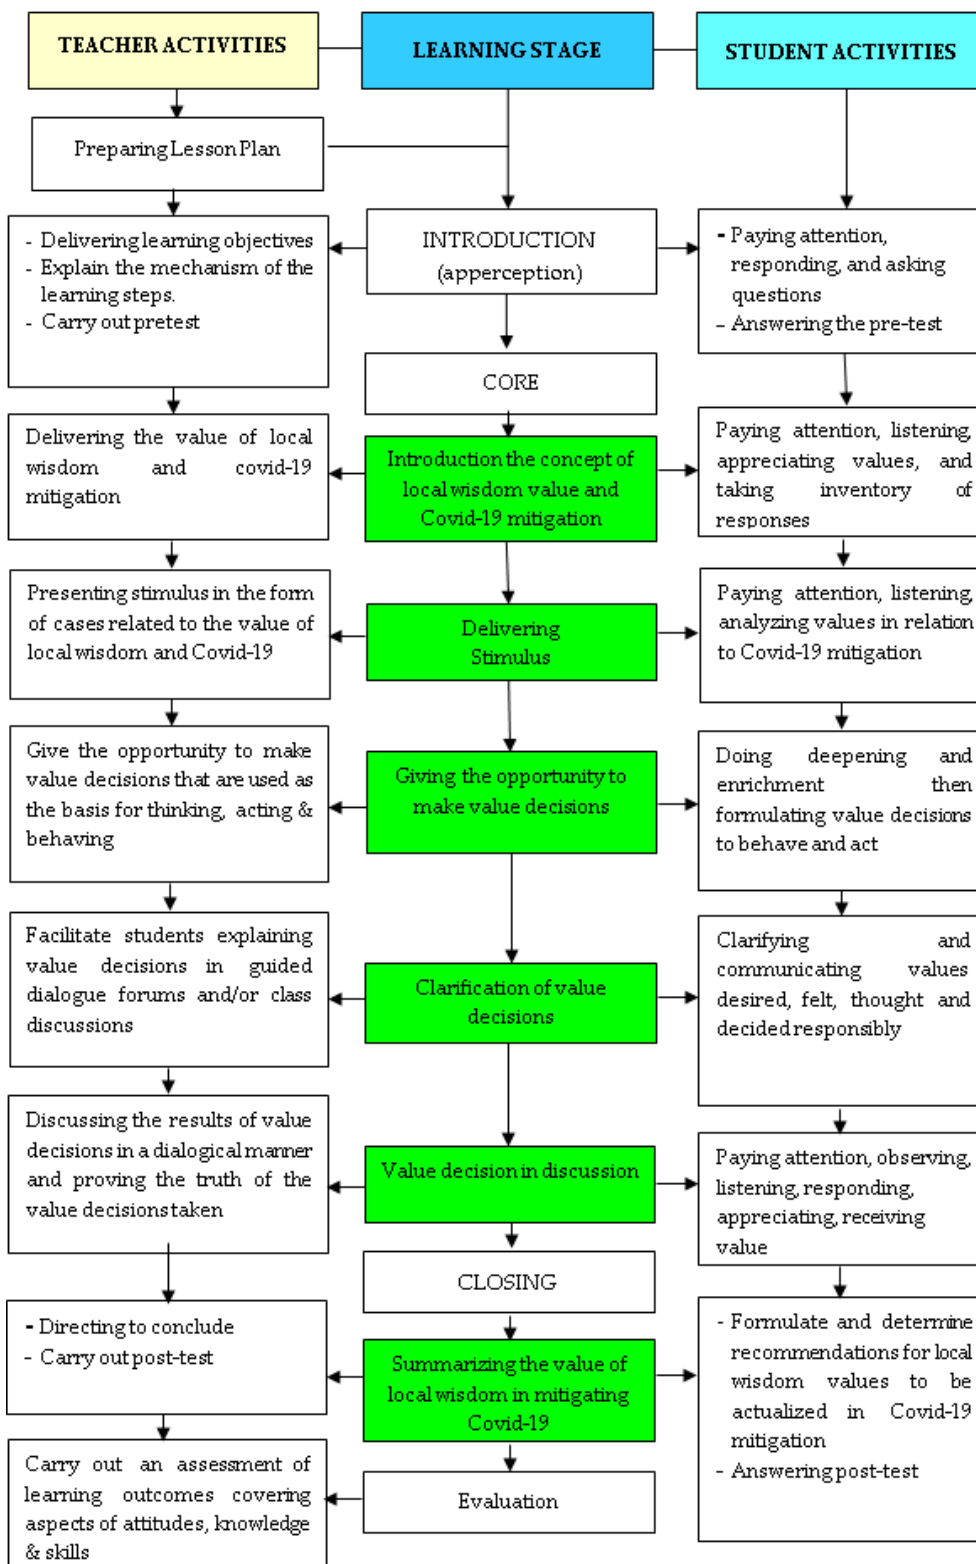 TEACHER ACTIVITIES
LEARNING STAGE
STUDENT ACTIVITIES
Preparing Lesson Plan
- Delivering learning objectives
- Explain the mechanism of the
learning steps.
- Carry out pretest
INTRODUCTION
(apperception)
- Paying attention,
responding, and asking
questions
- Answering the pre-test
CORE
Delivering the value of local
wisdom and covid-19
mitigation
Introduction the concept of
local wisdom value and
Covid-19 mitigation
Paying attention, listening,
appreciating values, and
taking inventory of
responses
Presenting stimulus in the form
of cases related to the value of
local wisdom and Covid-19
Delivering
Stimulus
Paying attention, listening,
analyzing values in relation
to Covid-19 mitigation
Give the opportunity to make
value decisions that are used as
the basis for thinking, acting &
behaving
Giving the opportunity to
make value decisions
Doing deepening and
enrichment then
formulating value decisions
to behave and act
Facilitate students explaining
value decisions in guided
dialogue forums and/or class
discussions
Clarification of value
decisions
Clarifying and
communicating values
desired, felt, thought and
decided responsibly
Discussing the results of value
decisions in a dialogical manner
and proving the truth of the
value decisions taken
Value decision in discussion
Paying attention, observing,
listening, responding,
appreciating, receiving
value
CLOSING
- Directing to conclude
- Carry out post-test
Summarizing the value of
local wisdom in mitigating
Covid-19
- Formulate and determine
recommendations for local
wisdom values to be
actualized in Covid-19
mitigation
- Answering post-test
Carry out an assessment of
learning outcomes covering
aspects of attitudes, knowledge
& skills
Evaluation